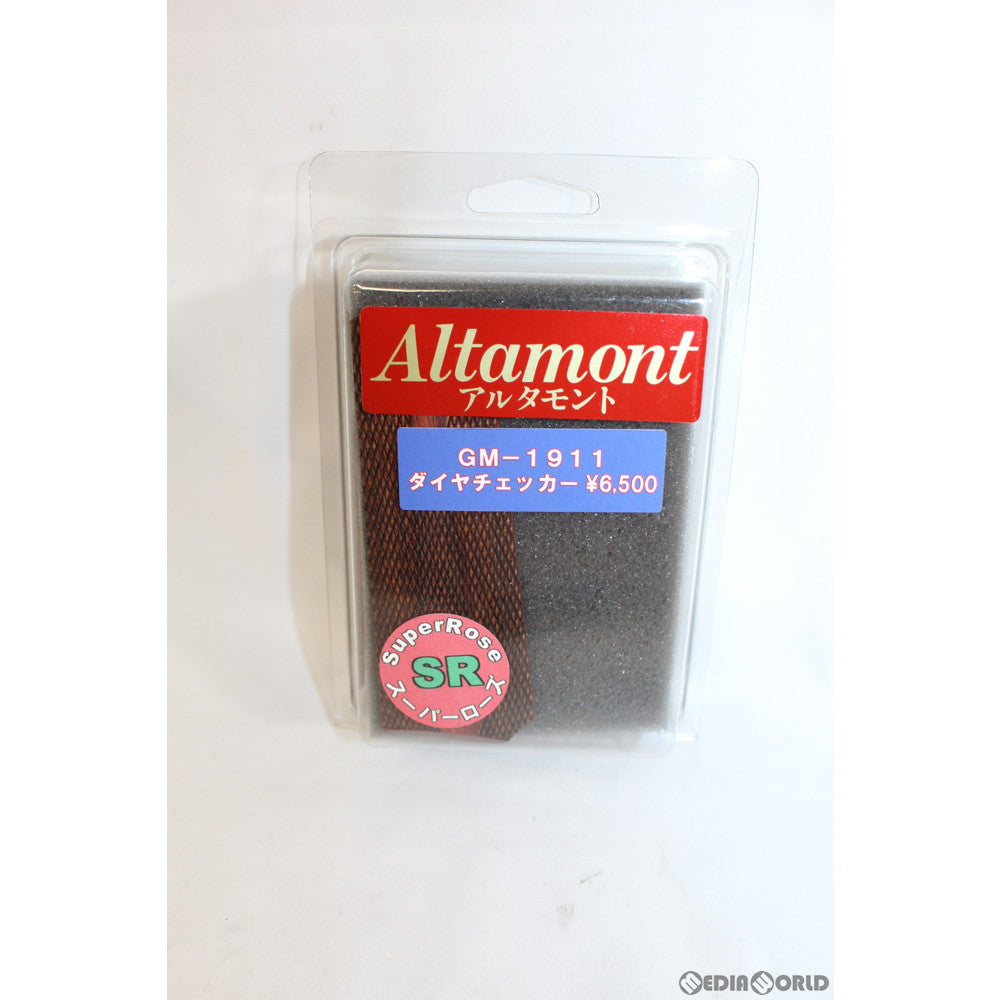 Altamont
アルタモント
GM-1911
ダイヤチェッカー ¥6,500
SuperRose
SR
スーパーローズ
MEDIAWORLD